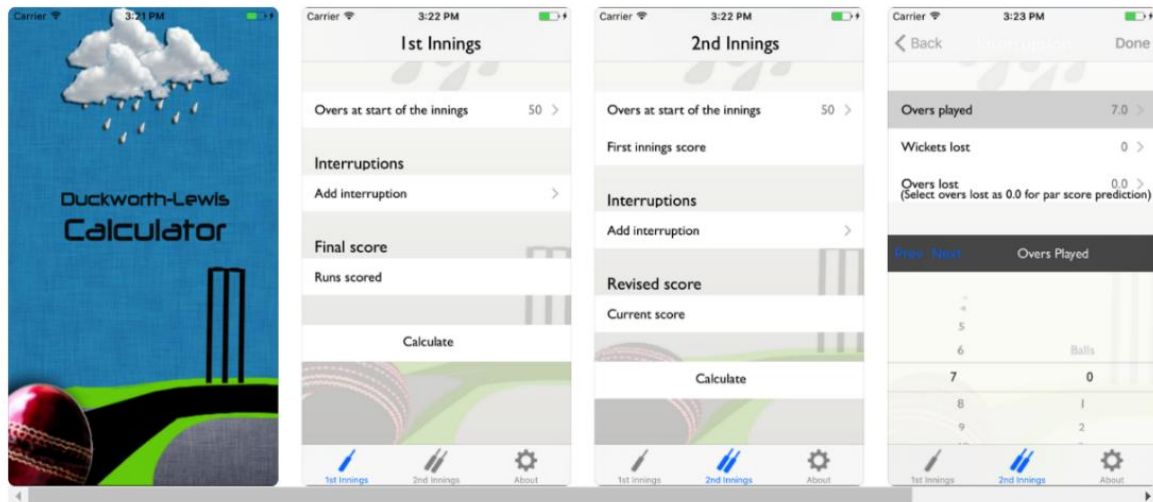 Carrier 3:21 PM
Duckworth-Lewis
Calculator
Carrier 3:22 PM
1st Innings
Overs at start of the innings 50 >
Interruptions
Add interruption >
Final score
Runs scored
Calculate
1st Innings 2nd Innings About
Carrier 3:22 PM
2nd Innings
Overs at start of the innings 50 >
First innings score
Interruptions
Add interruption >
Revised score
Current score
Calculate
1st Innings 2nd Innings About
Carrier 3:23 PM
< Back Interruption Done
Overs played 7.0 >
Wickets lost 0 >
Overs lost 0.0 >
(Select overs lost as 0.0 for par score prediction)
Prev Next Overs Played
5
6 Balls
7 0
8 1
9 2
1st Innings 2nd Innings About